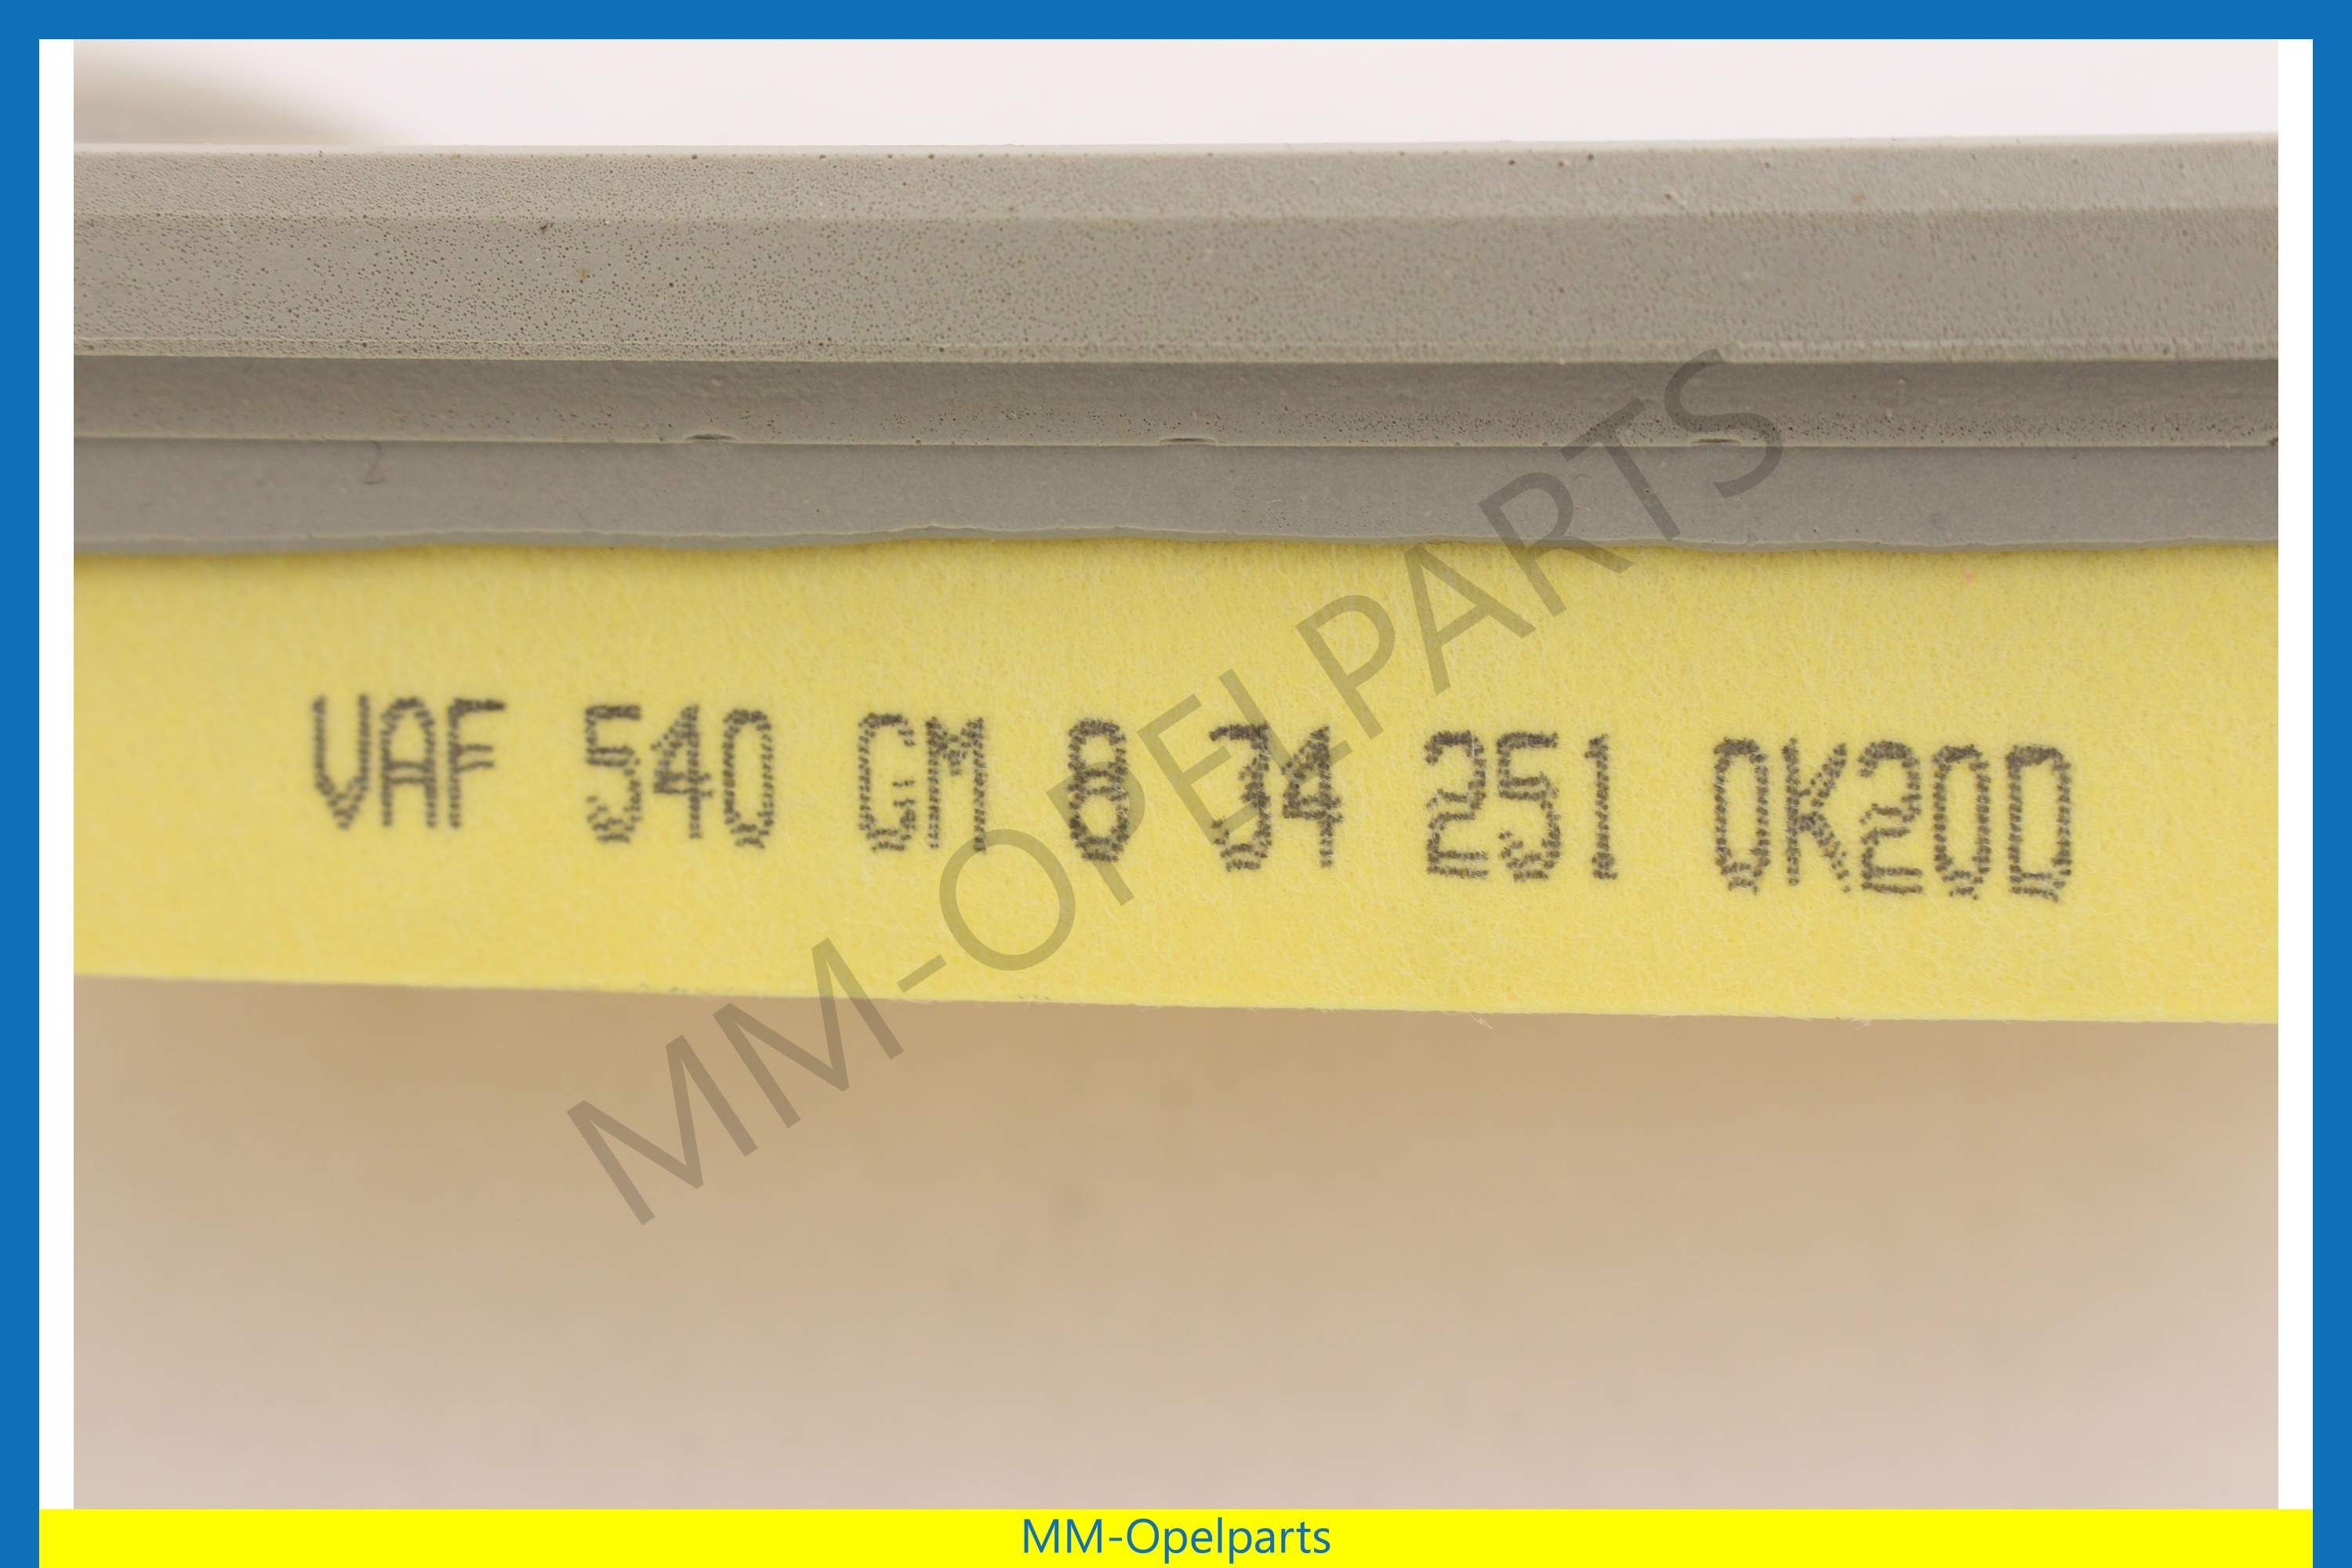 VAF 540 GM 8 34 251 0K20D
MM-OPELPARTS
MM-Opelparts